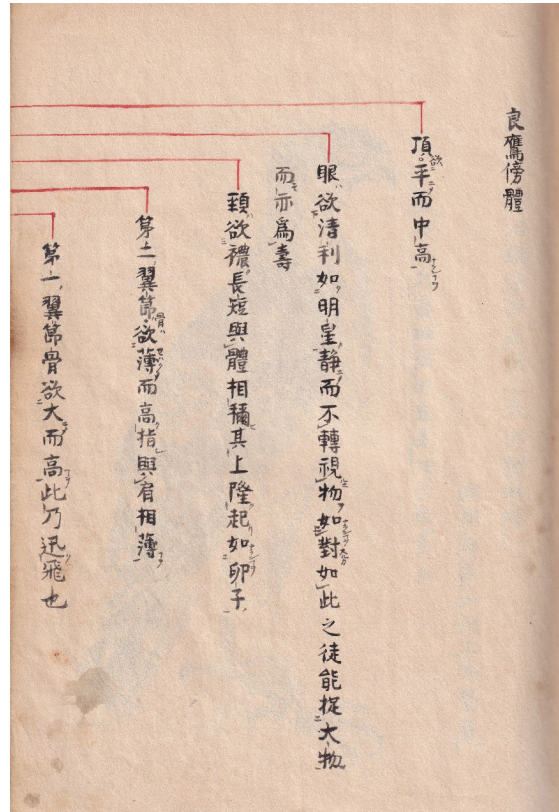 良鷹傍體
頂欲平而中高
眼欲清利如明星静而不轉視物如對如此之徒能捉大物
而亦爲壽
頸欲禮長短與體相稱其上隆起如卵子
第二翼節骨欲薄而高指與肩相薄
第一翼節骨欲大而高此乃迅飛也